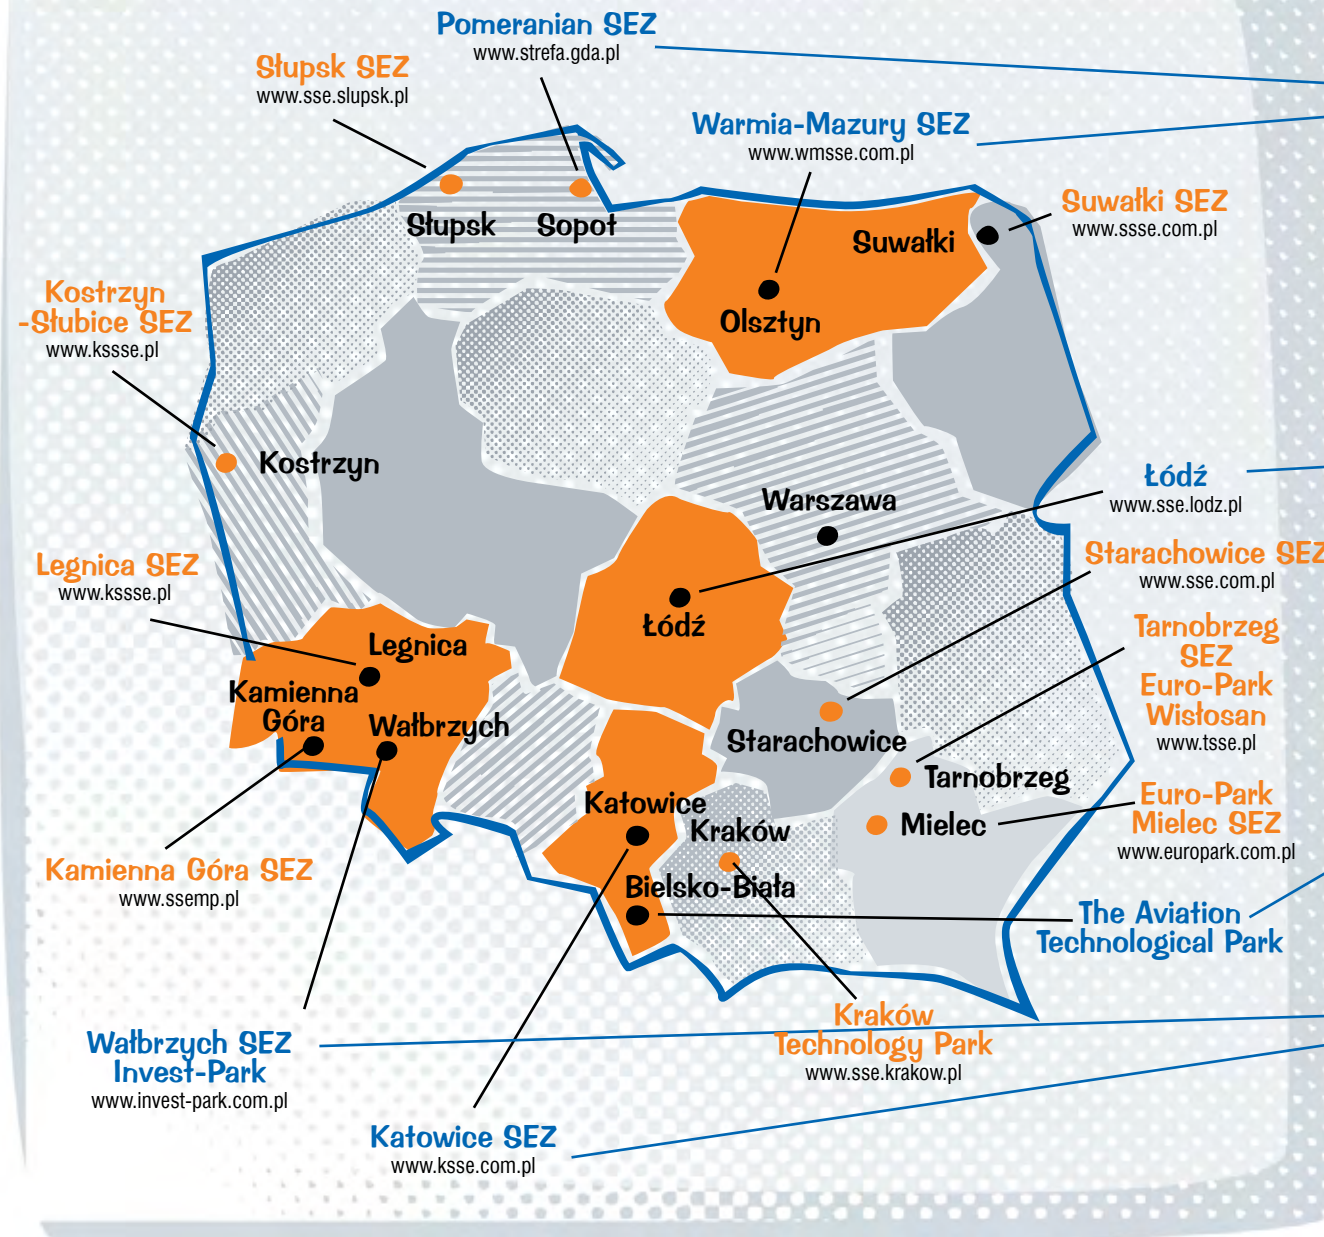 Pomeranian SEZ
www.strefa.gda.pl
Słupsk SEZ
www.sse.slupsk.pl
Warmia-Mazury SEZ
www.wmsse.com.pl
Suwałki SEZ
www.ssse.com.pl
Słupsk
Sopot
Suwałki
Olsztyn
Kostrzyn
-Słubice SEZ
www.kssse.pl
Kostrzyn
Warszawa
Łódź
www.sse.lodz.pl
Legnica SEZ
www.kssse.pl
Starachowice SEZ
www.sse.com.pl
Łódź
Legnica
Tarnobrzeg
SEZ
Euro-Park
Wisłosan
www.tsse.pl
Kamienna
Góra
Wałbrzych
Starachowice
Tarnobrzeg
Katowice
Kraków
Mielec
Euro-Park
Mielec SEZ
www.europark.com.pl
Kamienna Góra SEZ
www.ssemp.pl
Bielsko-Biała
The Aviation
Technological Park
Kraków
Technology Park
www.sse.krakow.pl
Wałbrzych SEZ
Invest-Park
www.invest-park.com.pl
Katowice SEZ
www.ksse.com.pl